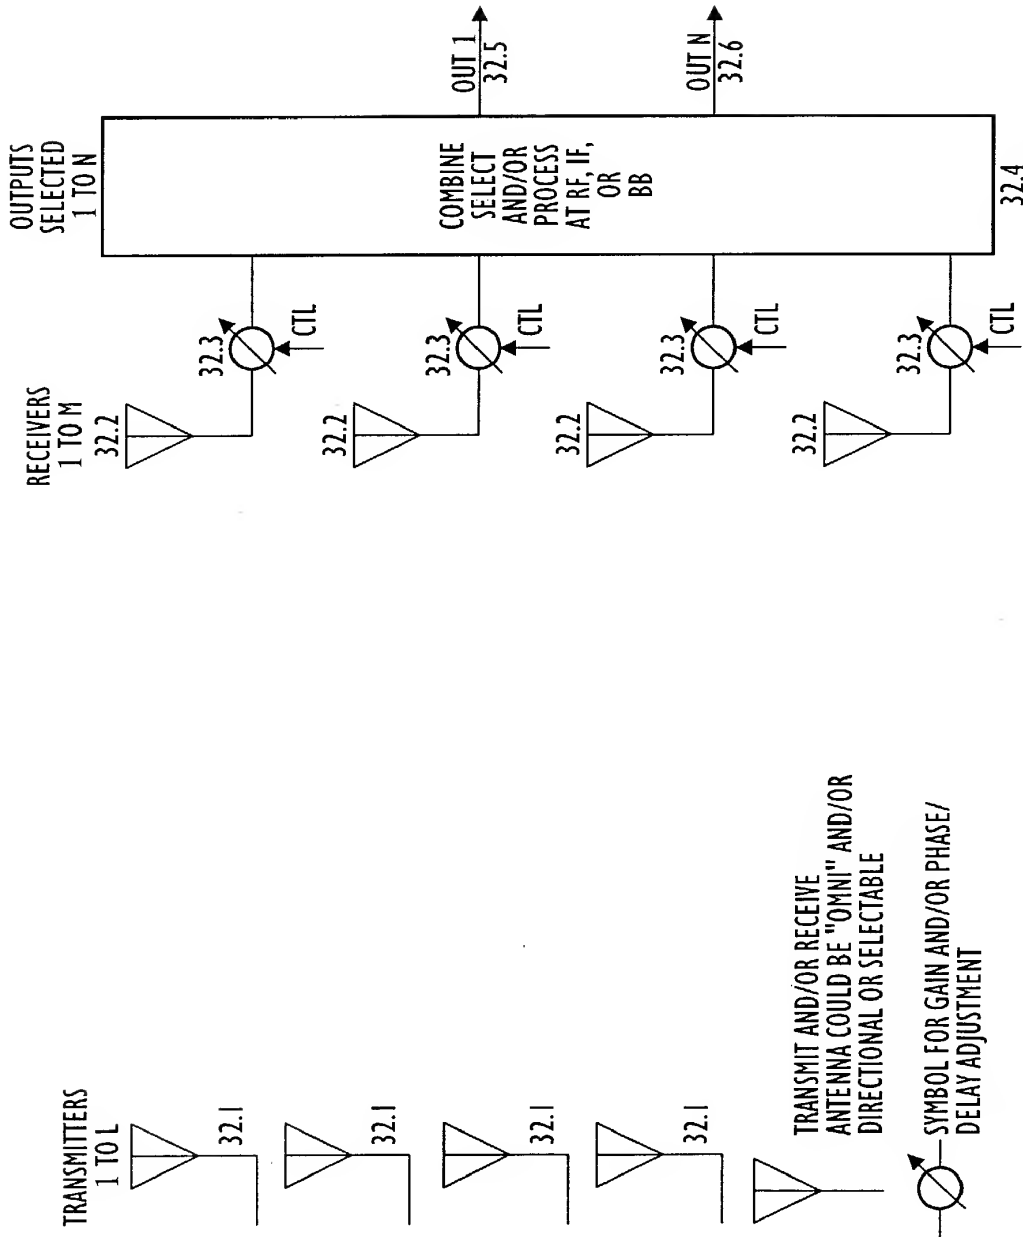 TRANSMITTERS
1 TO L
32.1
32.1
32.1
32.1
TRANSMIT AND/OR RECEIVE
ANTENNA COULD BE "OMNI" AND/OR
DIRECTIONAL OR SELECTABLE
SYMBOL FOR GAIN AND/OR PHASE/
DELAY ADJUSTMENT
RECEIVERS
1 TO M
32.2
32.2
32.2
32.2
32.3
CTL
32.3
CTL
32.3
CTL
32.3
CTL
OUTPUTS
SELECTED
1 TO N
COMBINE
SELECT
AND/OR
PROCESS
AT RF, IF,
OR
BB
32.4
OUT 1
32.5
OUT N
32.6